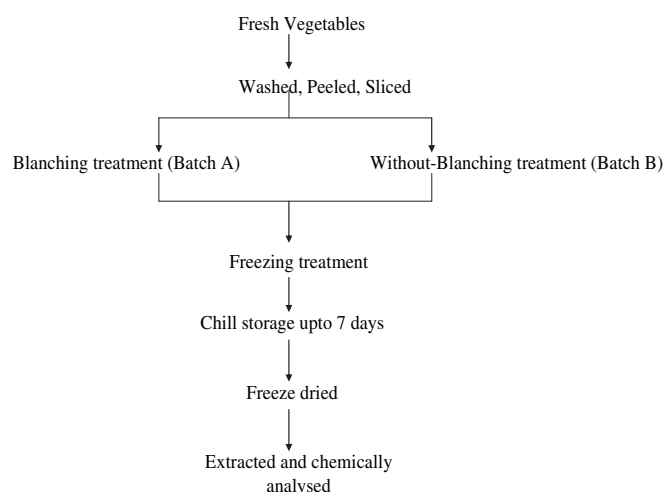 Fresh Vegetables
Washed, Peeled, Sliced
Blanching treatment (Batch A)
Without-Blanching treatment (Batch B)
Freezing treatment
Chill storage upto 7 days
Freeze dried
Extracted and chemically
analysed